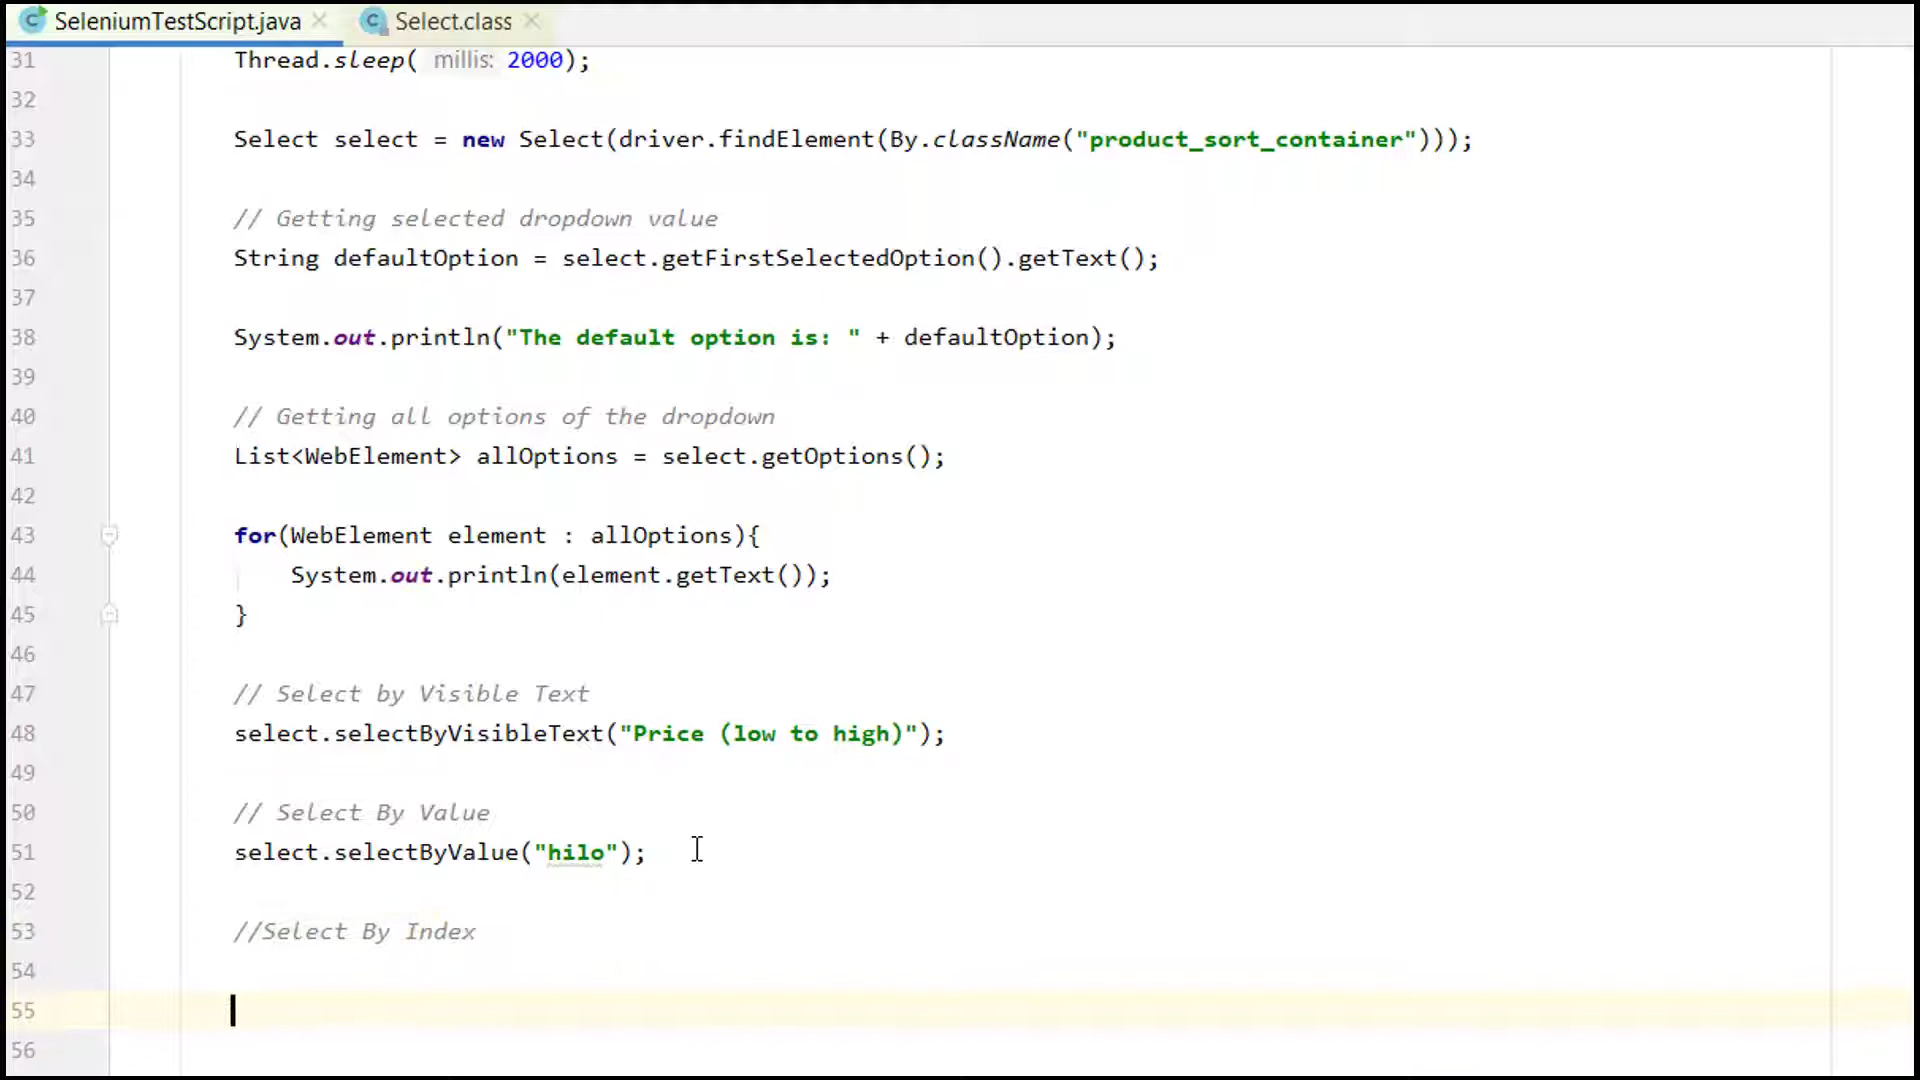 SeleniumTestScript.java Select.class
31 Thread.sleep( millis: 2000);
32
33 Select select = new Select(driver.findElement(By.className("product_sort_container")));
34
35 // Getting selected dropdown value
36 String defaultOption = select.getFirstSelectedOption().getText();
37
38 System.out.println("The default option is: " + defaultOption);
39
40 // Getting all options of the dropdown
41 List<WebElement> allOptions = select.getOptions();
42
43 for(WebElement element : allOptions){
44 System.out.println(element.getText());
45 }
46
47 // Select by Visible Text
48 select.selectByVisibleText("Price (low to high)");
49
50 // Select By Value
51 select.selectByValue("hilo");
52
53 //Select By Index
54
55
56